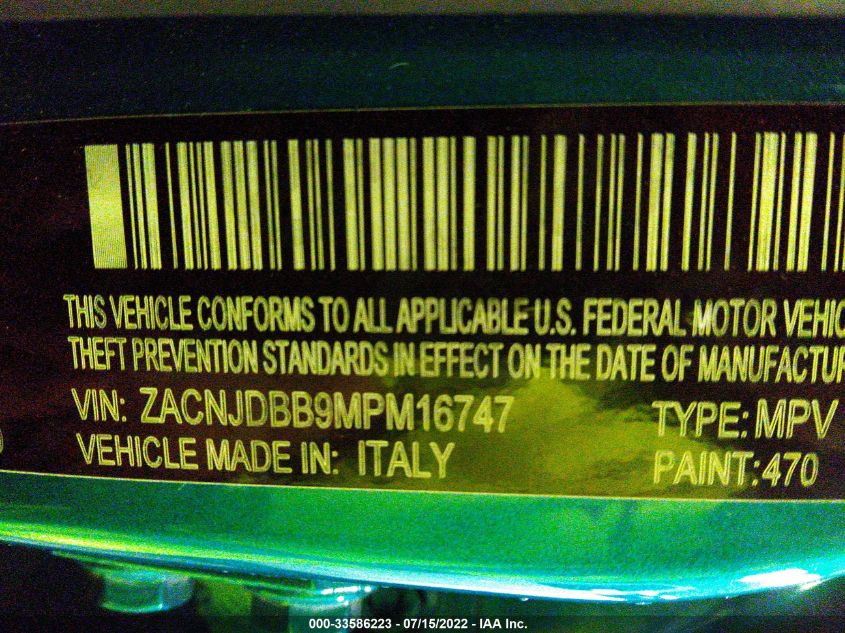 THIS VEHICLE CONFORMS TO ALL APPLICABLE U.S. FEDERAL MOTOR VEHIC
THEFT PREVENTION STANDARDS IN EFFECT ON THE DATE OF MANUFACTUR
VIN: ZACNJDBB9MPM16747 TYPE: MPV
VEHICLE MADE IN: ITALY PAINT: 470
000-33586223 - 07/15/2022 - IAA Inc.